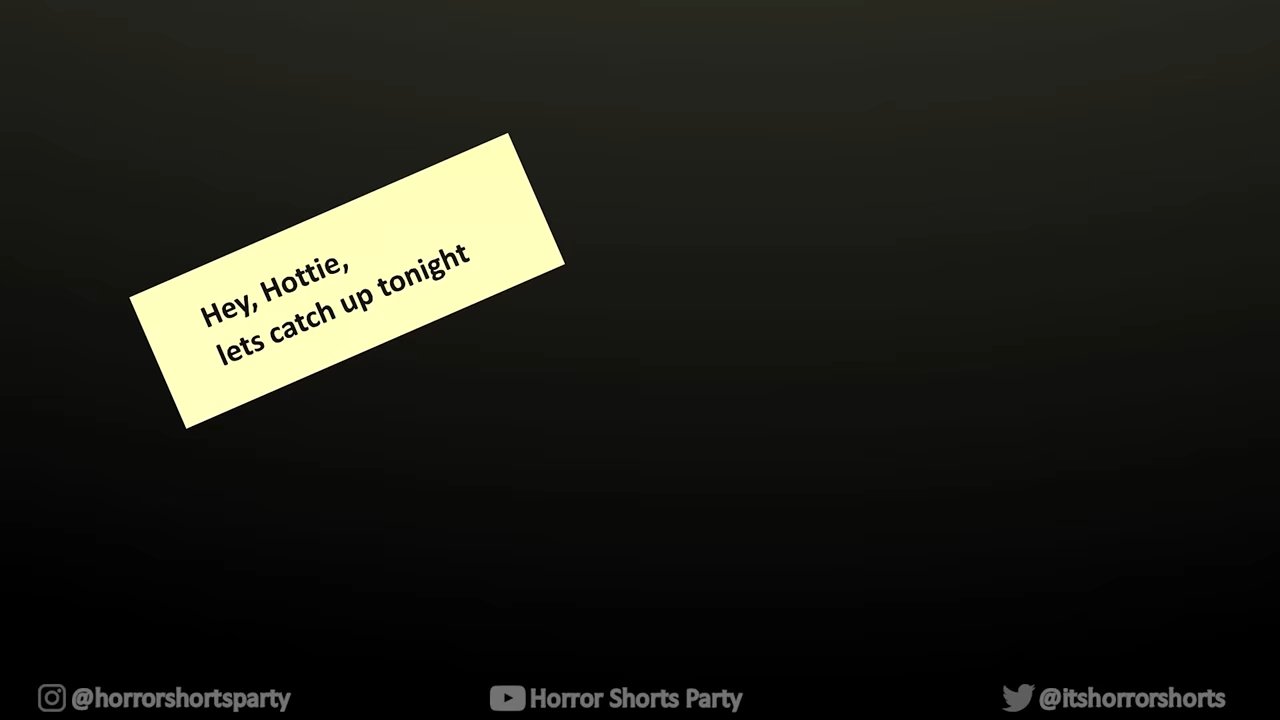 Hey, Hottie,
lets catch up tonight
@horrorshortsparty
Horror Shorts Party
@itshorrorshorts